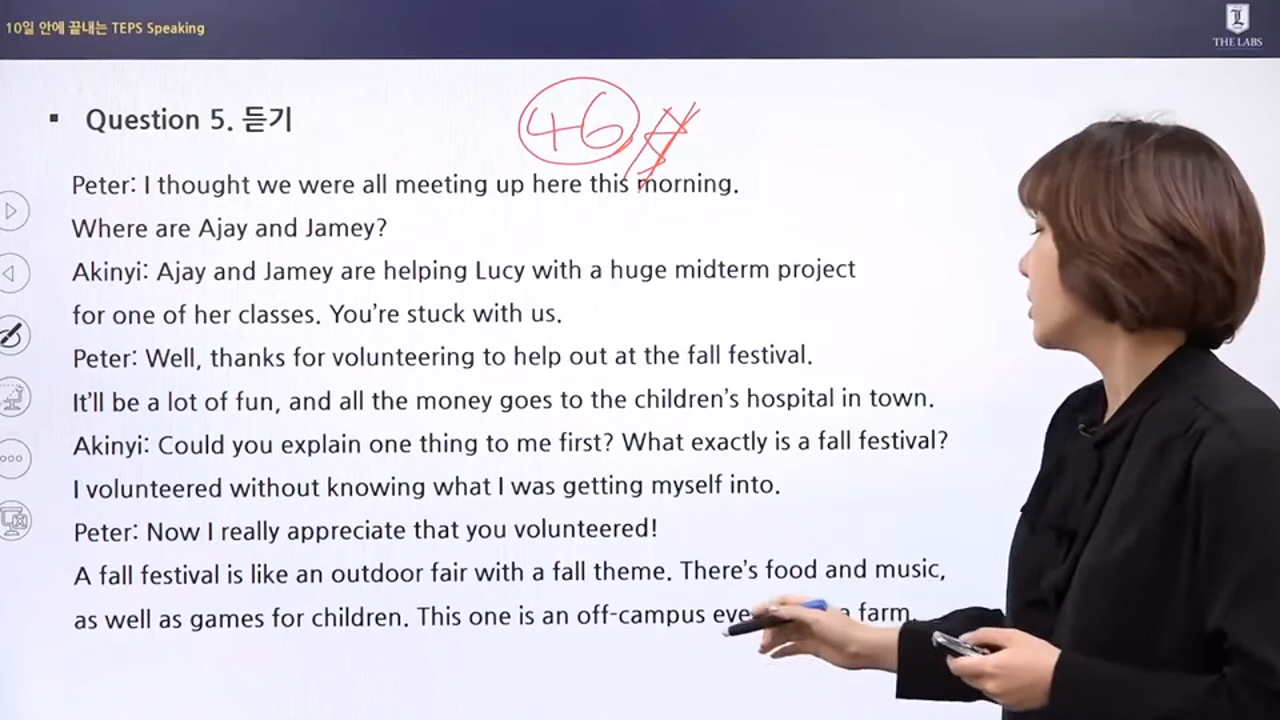 10일 안에 끝내는 TEPS Speaking
L
THE LABS
▪ Question 5. 듣기
46
Peter: I thought we were all meeting up here this morning.
Where are Ajay and Jamey?
Akinyi: Ajay and Jamey are helping Lucy with a huge midterm project
for one of her classes. You're stuck with us.
Peter: Well, thanks for volunteering to help out at the fall festival.
It'll be a lot of fun, and all the money goes to the children's hospital in town.
Akinyi: Could you explain one thing to me first? What exactly is a fall festival?
I volunteered without knowing what I was getting myself into.
Peter: Now I really appreciate that you volunteered!
A fall festival is like an outdoor fair with a fall theme. There's food and music,
as well as games for children. This one is an off-campus a farm.